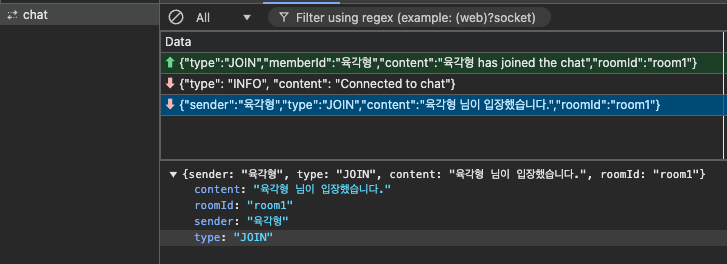 chat
All
Filter using regex (example: (web)?socket)
Data
{"type":"JOIN","memberId":"육각형","content":"육각형 has joined the chat","roomId":"room1"}
{"type": "INFO", "content": "Connected to chat"}
{"sender":"육각형","type":"JOIN","content":"육각형 님이 입장했습니다.","roomId":"room1"}
{sender: "육각형", type: "JOIN", content: "육각형 님이 입장했습니다.", roomId: "room1"}
content: "육각형 님이 입장했습니다."
roomId: "room1"
sender: "육각형"
type: "JOIN"